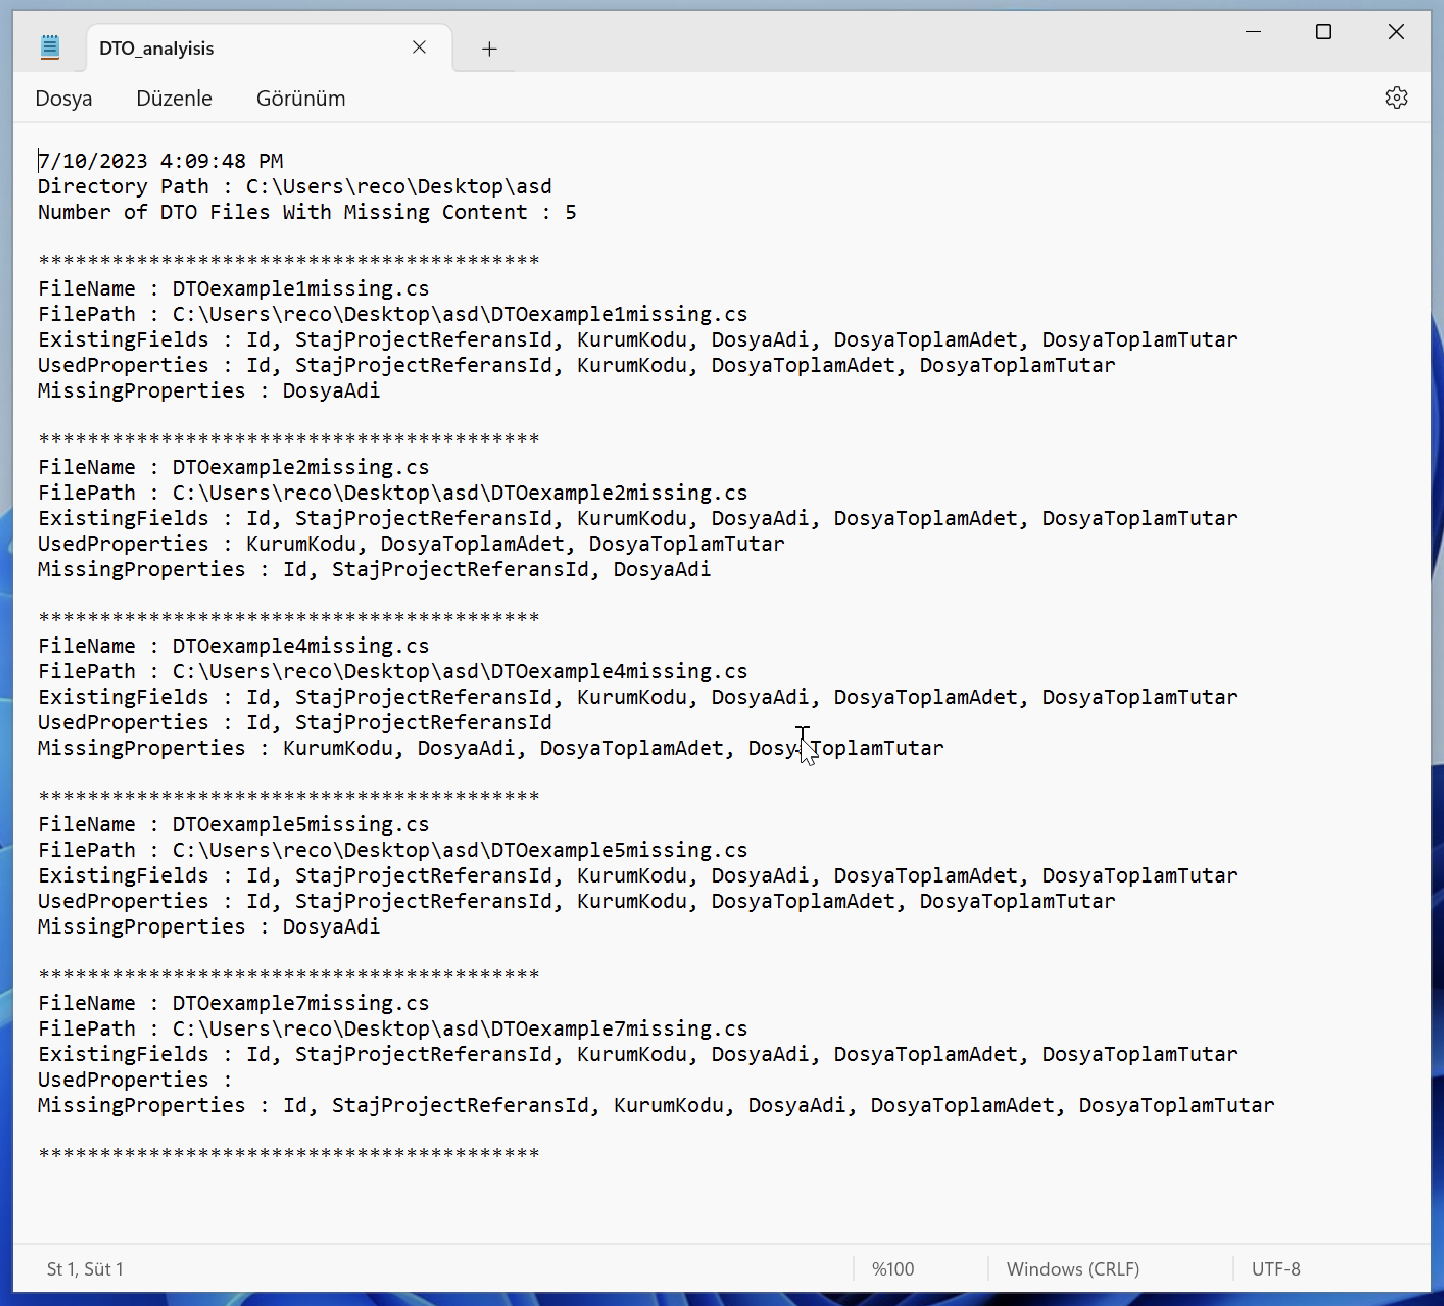 DTO_analyisis
Dosya Düzenle Görünüm
7/10/2023 4:09:48 PM
Directory Path : C:\Users\reco\Desktop\asd
Number of DTO Files With Missing Content : 5
*****************************************
FileName : DTOexample1missing.cs
FilePath : C:\Users\reco\Desktop\asd\DTOexample1missing.cs
ExistingFields : Id, StajProjectReferansId, KurumKodu, DosyaAdi, DosyaToplamAdet, DosyaToplamTutar
UsedProperties : Id, StajProjectReferansId, KurumKodu, DosyaToplamAdet, DosyaToplamTutar
MissingProperties : DosyaAdi
*****************************************
FileName : DTOexample2missing.cs
FilePath : C:\Users\reco\Desktop\asd\DTOexample2missing.cs
ExistingFields : Id, StajProjectReferansId, KurumKodu, DosyaAdi, DosyaToplamAdet, DosyaToplamTutar
UsedProperties : KurumKodu, DosyaToplamAdet, DosyaToplamTutar
MissingProperties : Id, StajProjectReferansId, DosyaAdi
*****************************************
FileName : DTOexample4missing.cs
FilePath : C:\Users\reco\Desktop\asd\DTOexample4missing.cs
ExistingFields : Id, StajProjectReferansId, KurumKodu, DosyaAdi, DosyaToplamAdet, DosyaToplamTutar
UsedProperties : Id, StajProjectReferansId
MissingProperties : KurumKodu, DosyaAdi, DosyaToplamAdet, DosyaToplamTutar
*****************************************
FileName : DTOexample5missing.cs
FilePath : C:\Users\reco\Desktop\asd\DTOexample5missing.cs
ExistingFields : Id, StajProjectReferansId, KurumKodu, DosyaAdi, DosyaToplamAdet, DosyaToplamTutar
UsedProperties : Id, StajProjectReferansId, KurumKodu, DosyaToplamAdet, DosyaToplamTutar
MissingProperties : DosyaAdi
*****************************************
FileName : DTOexample7missing.cs
FilePath : C:\Users\reco\Desktop\asd\DTOexample7missing.cs
ExistingFields : Id, StajProjectReferansId, KurumKodu, DosyaAdi, DosyaToplamAdet, DosyaToplamTutar
UsedProperties :
MissingProperties : Id, StajProjectReferansId, KurumKodu, DosyaAdi, DosyaToplamAdet, DosyaToplamTutar
*****************************************
St 1, Süt 1 %100 Windows (CRLF) UTF-8